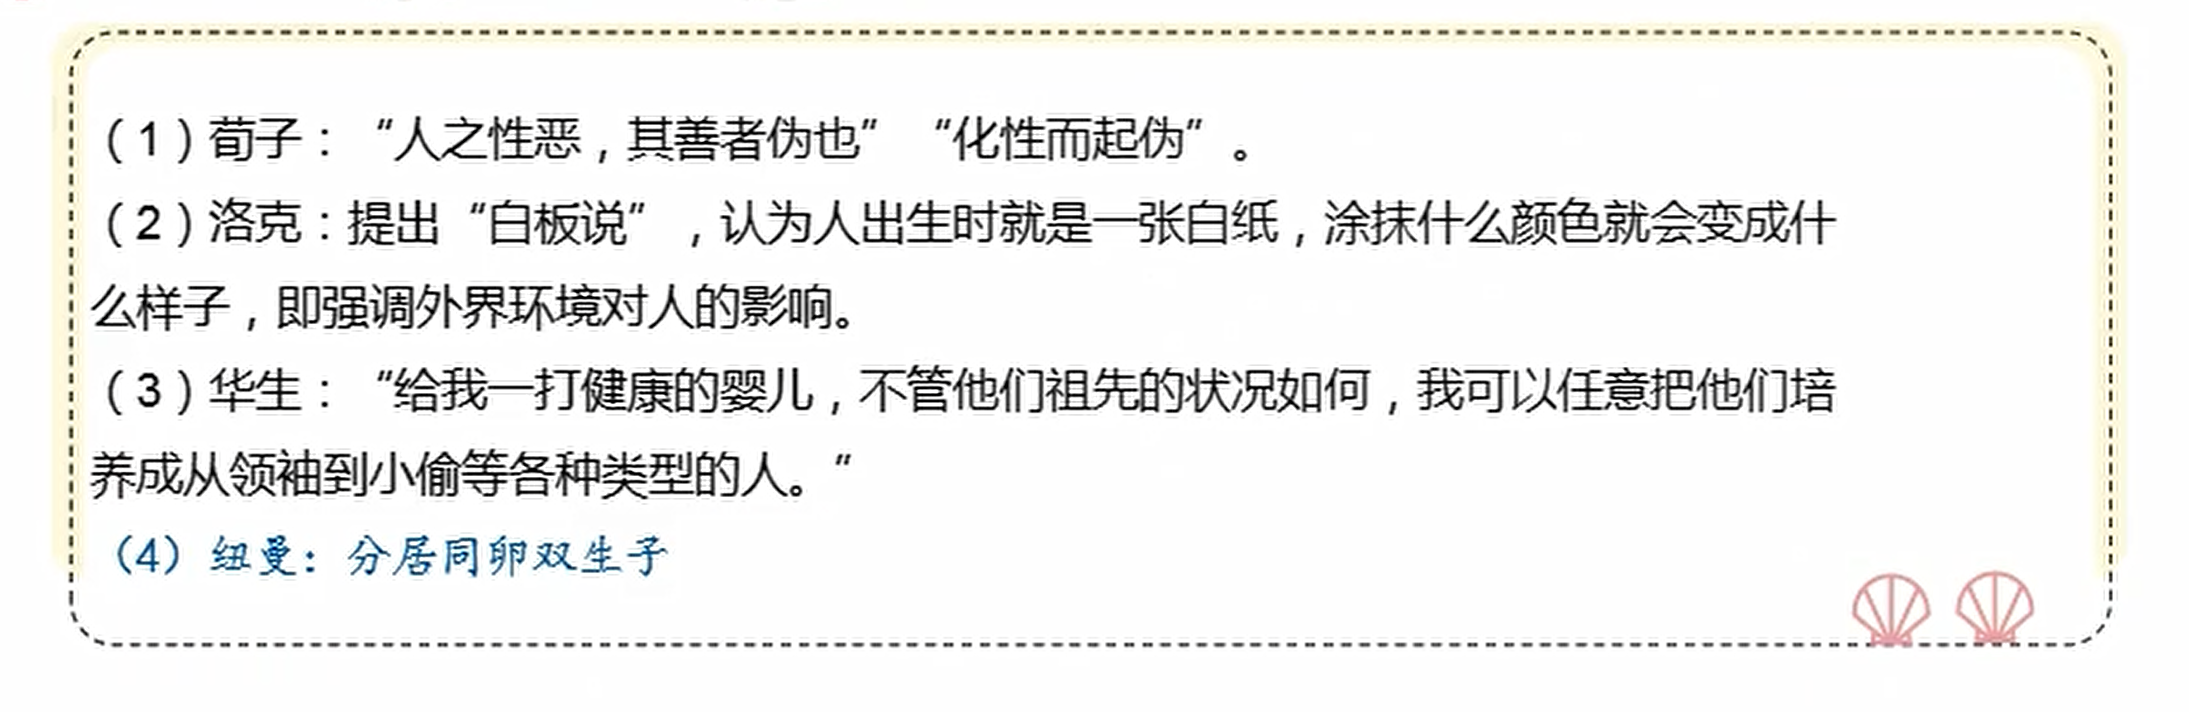 （1）荀子：“人之性恶，其善者伪也”“化性而起伪”。
（2）洛克：提出“白板说”，认为人出生时就是一张白纸，涂抹什么颜色就会变成什
么样子，即强调外界环境对人的影响。
（3）华生：“给我一打健康的婴儿，不管他们祖先的状况如何，我可以任意把他们培
养成从领袖到小偷等各种类型的人。”
（4）纽曼：分居同卵双生子